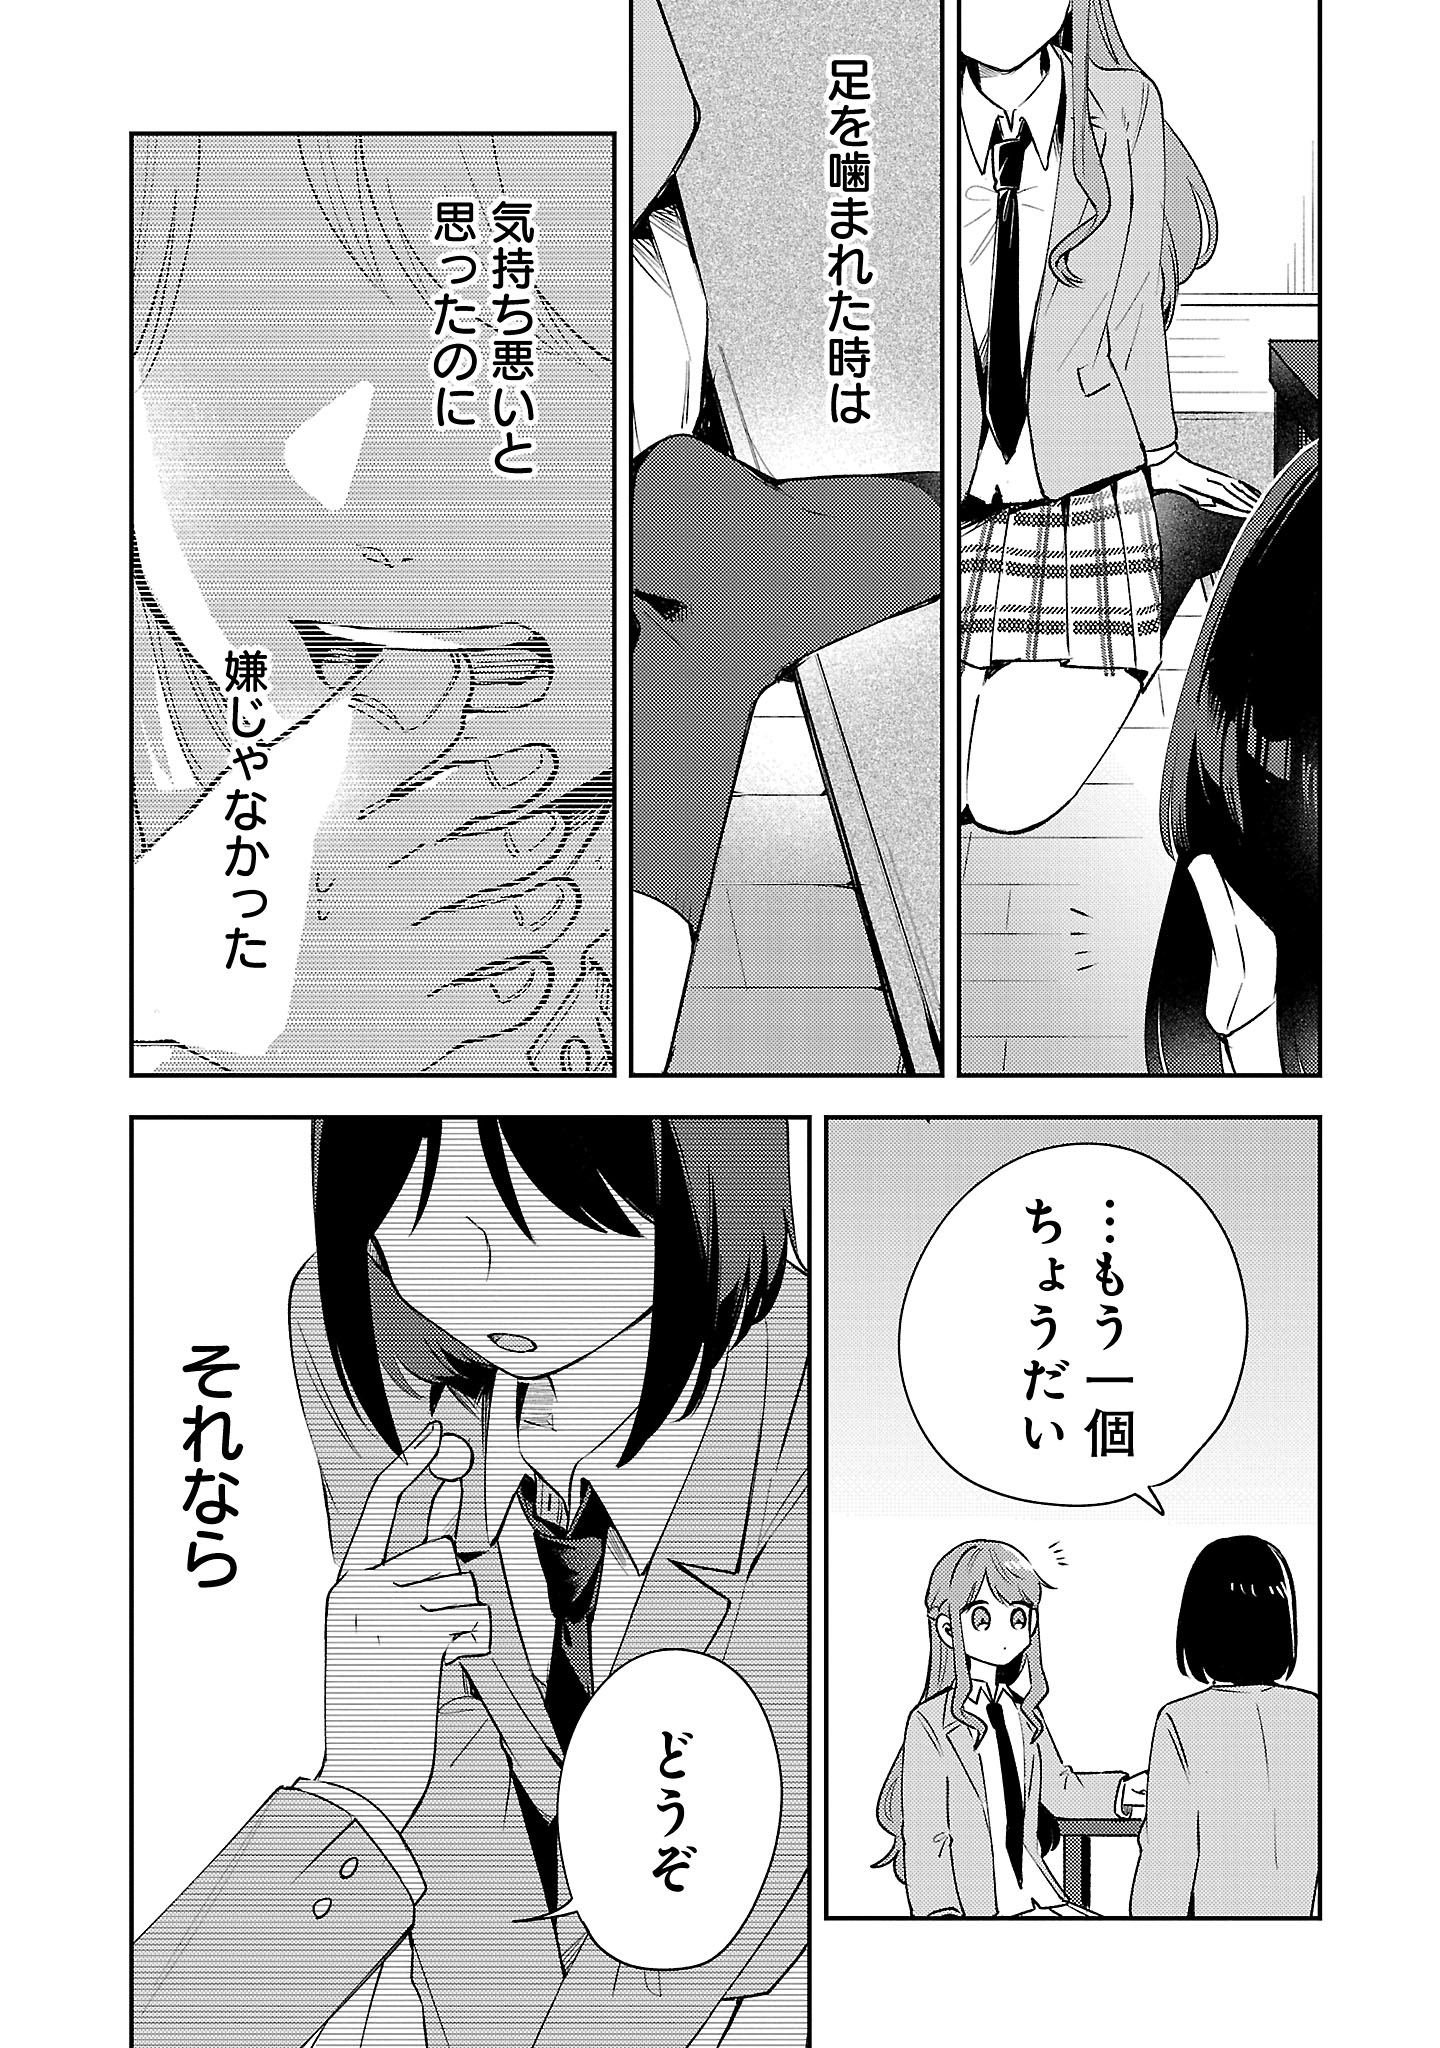 足を噛まれた時は
気持ち悪いと
思ったのに
嫌じゃなかった
…もう一個
ちょうだい
どうぞ
それなら